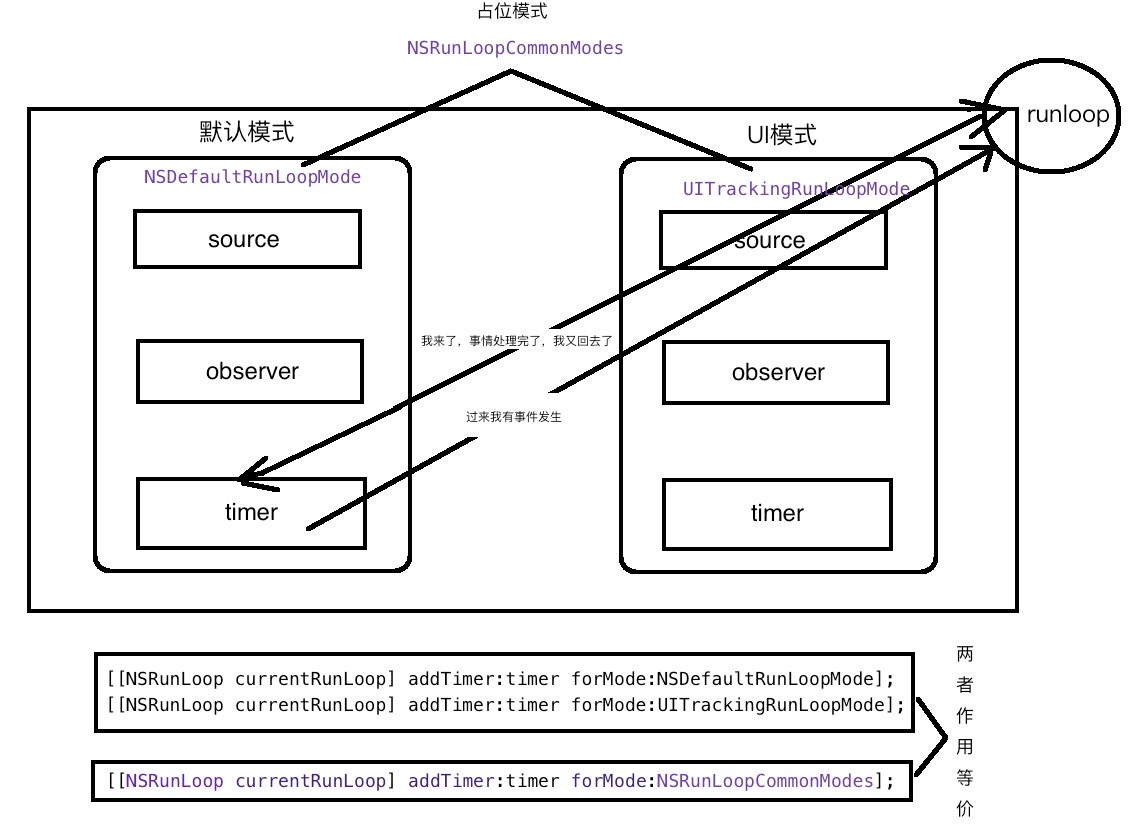 占位模式
NSRunLoopCommonModes
runloop
默认模式
UI模式
NSDefaultRunLoopMode
UITrackingRunLoopMode
source
source
我来了，事情处理完了，我又回去了
observer
observer
过来我有事件发生
timer
timer
[[NSRunLoop currentRunLoop] addTimer:timer forMode:NSDefaultRunLoopMode];
[[NSRunLoop currentRunLoop] addTimer:timer forMode:UITrackingRunLoopMode];
[[NSRunLoop currentRunLoop] addTimer:timer forMode:NSRunLoopCommonModes];
两者作用等价